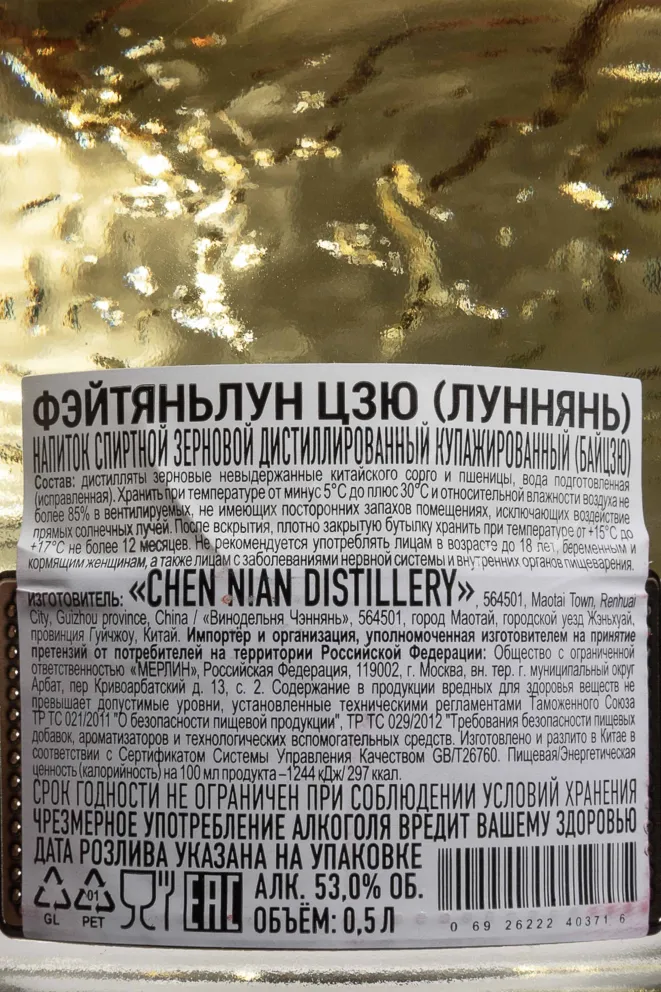 ФЭЙТЯНЬЛУН ЦЗЮ (ЛУННЯНЬ)
НАПИТОК СПИРТНОЙ ЗЕРНОВОЙ ДИСТИЛЛИРОВАННЫЙ КУПАЖИРОВАННЫЙ (БАЙЦЗЮ)
Состав: дистилляты зерновые невыдержанные китайского сорго и пшеницы, вода подготовленная
(исправленная). Хранить при температуре от минус 5°C до плюс 30°C и относительной влажности воздуха не
более 85% в вентилируемых, не имеющих посторонних запахов помещениях, исключающих воздействие
прямых солнечных лучей. После вскрытия, плотно закрытую бутылку хранить при температуре от +15°C до
+17°C не более 12 месяцев. Не рекомендуется употреблять лицам в возрасте до 18 лет, беременным и
кормящим женщинам, а также лицам с заболеваниями нервной системы и внутренних органов пищеварения.
ИЗГОТОВИТЕЛЬ: «CHEN NIAN DISTILLERY», 564501, Maotai Town, Renhuai
City, Guizhou province, China / «Винодельня Чэннянь», 564501, город Маотай, городской уезд Жэньхуай,
провинция Гуйчжоу, Китай. Импортёр и организация, уполномоченная изготовителем на принятие
претензий от потребителей на территории Российской Федерации: Общество с ограниченной
ответственностью «МЕРЛИН», Российская Федерация, 119002, г. Москва, вн. тер. г. муниципальный округ
Арбат, пер Кривоарбатский д. 13, с. 2. Содержание в продукции вредных для здоровья веществ не
превышает допустимые уровни, установленные техническими регламентами Таможенного Союза
ТР ТС 021/2011 "О безопасности пищевой продукции", ТР ТС 029/2012 "Требования безопасности пищевых
добавок, ароматизаторов и технологических вспомогательных средств. Изготовлено и разлито в Китае в
соответствии с Сертификатом Системы Управления Качеством GB/T26760. Пищевая/Энергетическая
ценность (калорийность) на 100 мл продукта – 1244 кДж/ 297 ккал.
СРОК ГОДНОСТИ НЕ ОГРАНИЧЕН ПРИ СОБЛЮДЕНИИ УСЛОВИЙ ХРАНЕНИЯ
ЧРЕЗМЕРНОЕ УПОТРЕБЛЕНИЕ АЛКОГОЛЯ ВРЕДИТ ВАШЕМУ ЗДОРОВЬЮ
ДАТА РОЗЛИВА УКАЗАНА НА УПАКОВКЕ
GL
01
PET
EAC
АЛК. 53,0% ОБ.
ОБЪЁМ: 0,5 Л
0 69 26222 40371 6